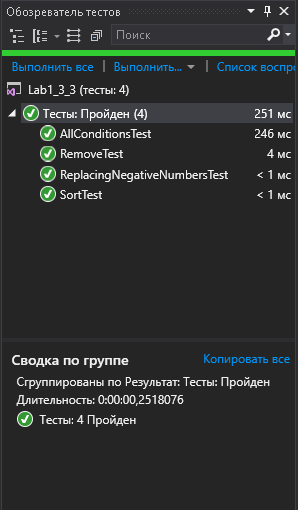 Обозреватель тестов
Поиск
Выполнить все | Выполнить... | Список воспр
Lab1_3_3 (тесты: 4)
Тесты: Пройден (4) 251 мс
AllConditionsTest 246 мс
RemoveTest 4 мс
ReplacingNegativeNumbersTest < 1 мс
SortTest < 1 мс
Сводка по группе Копировать все
Сгруппированы по Результат: Тесты: Пройден
Длительность: 0:00:00,2518076
Тесты: 4 Пройден